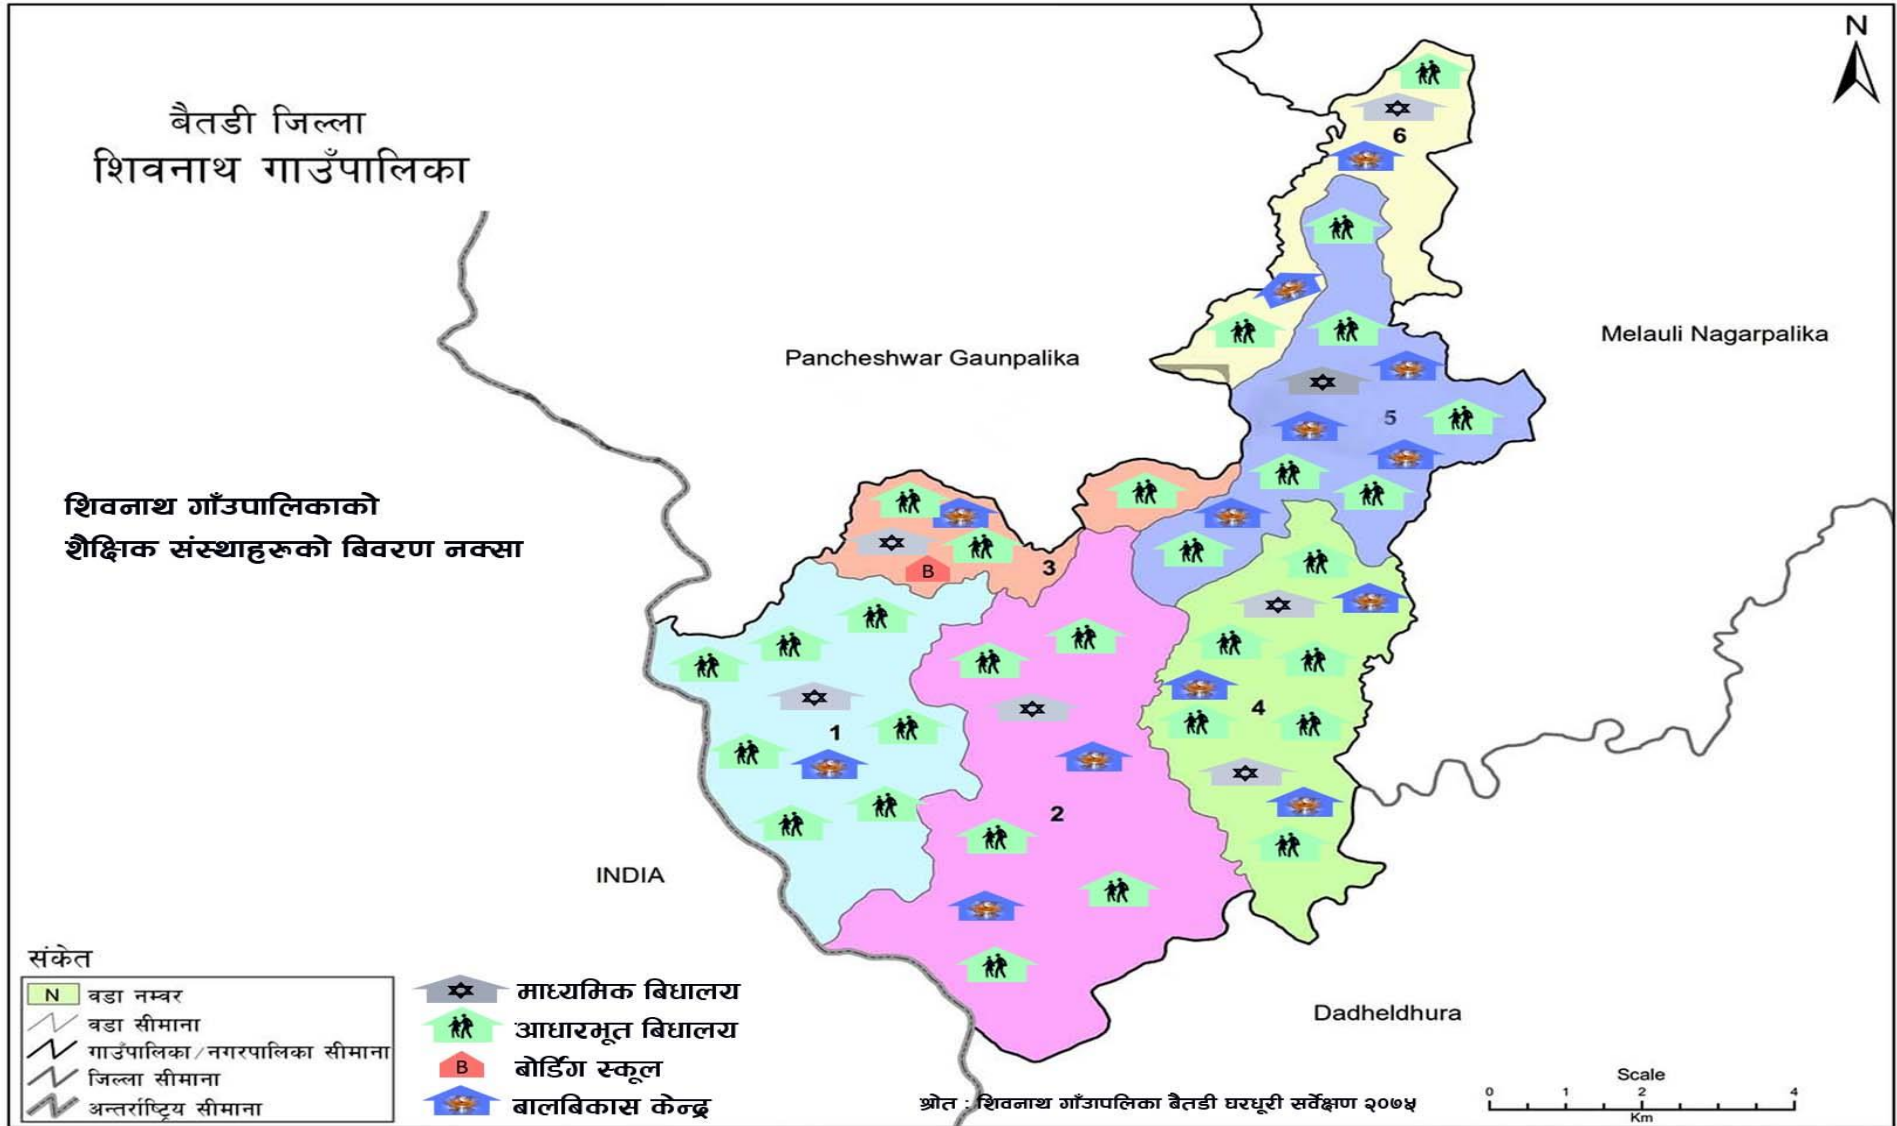 N
बैतडी जिल्ला
शिवनाथ गाउँपालिका
6
Melauli Nagarpalika
Pancheshwar Gaunpalika
5
शिवनाथ गाँउपालिकाको
शैक्षिक संस्थाहरूको बिवरण नक्सा
3
B
4
1
2
INDIA
संकेत
N वडा नम्वर
वडा सीमाना
गाउँपालिका/नगरपालिका सीमाना
जिल्ला सीमाना
अन्तर्राष्ट्रिय सीमाना
माध्यमिक बिधालय
आधारभूत बिधालय
B बोर्डिंग स्कूल
बालबिकास केन्द्र
Dadheldhura
श्रोत : शिवनाथ गाँउापलिका बैतडी घरधूरी सर्वेक्षण २०७५
Scale
0 1 2 4
Km